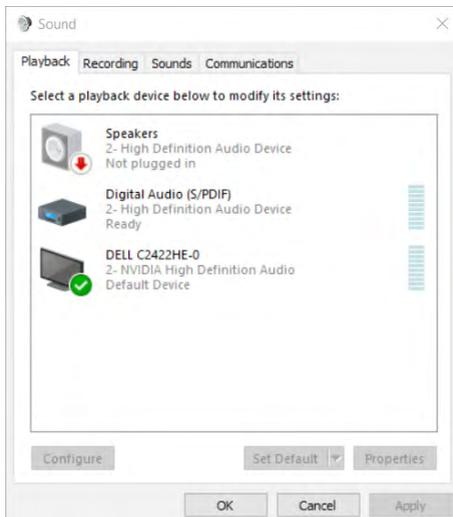 Sound
Playback Recording Sounds Communications
Select a playback device below to modify its settings:
Speakers
2- High Definition Audio Device
Not plugged in
Digital Audio (S/PDIF)
2- High Definition Audio Device
Ready
DELL C2422HE-0
2- NVIDIA High Definition Audio
Default Device
Configure Set Default Properties
OK Cancel Apply